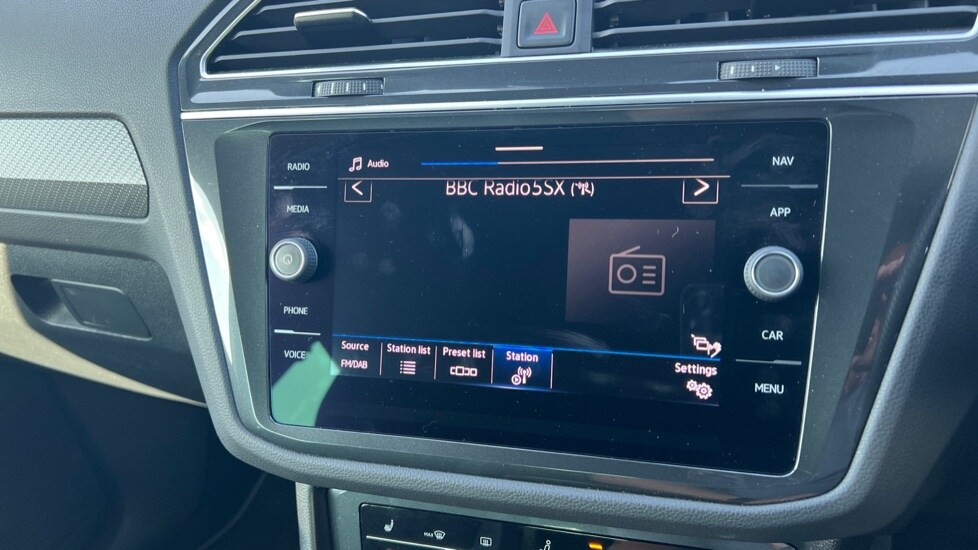 RADIO
Audio
NAV
BBC Radio5SX
MEDIA
APP
PHONE
CAR
VOICE
Source
FM/DAB
Station list
Preset list
Station
Settings
MENU
MAX